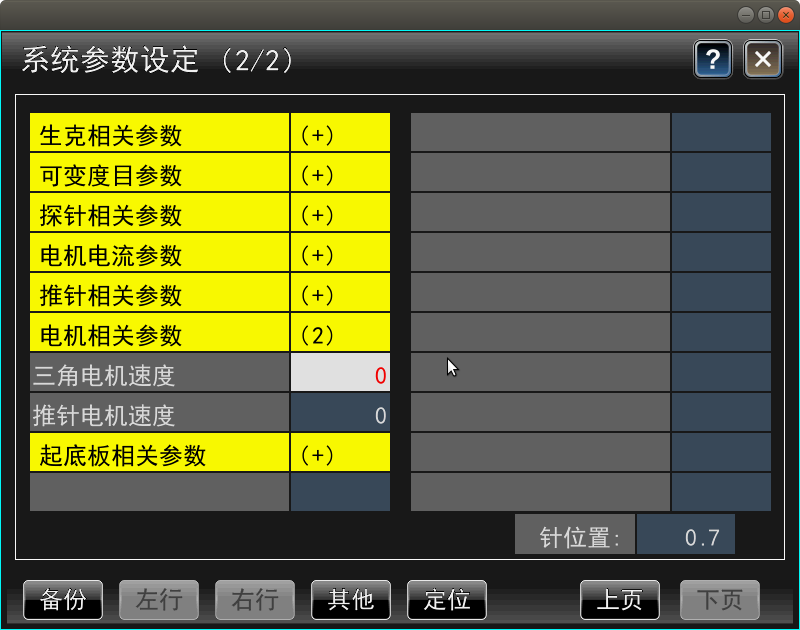 系统参数设定 (2/2)
?
×
生克相关参数 (+)
可变度目参数 (+)
探针相关参数 (+)
电机电流参数 (+)
推针相关参数 (+)
电机相关参数 (2)
三角电机速度 0
推针电机速度 0
起底板相关参数 (+)
针位置: 0.7
备份 左行 右行 其他 定位 上页 下页